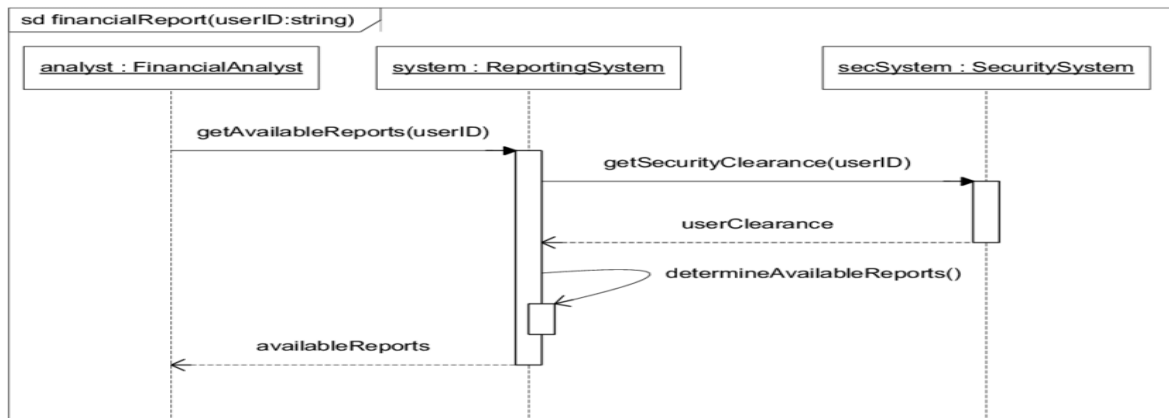 sd financialReport(userID:string)
analyst : FinancialAnalyst
system : ReportingSystem
secSystem : SecuritySystem
getAvailableReports(userID)
getSecurityClearance(userID)
userClearance
determineAvailableReports()
availableReports